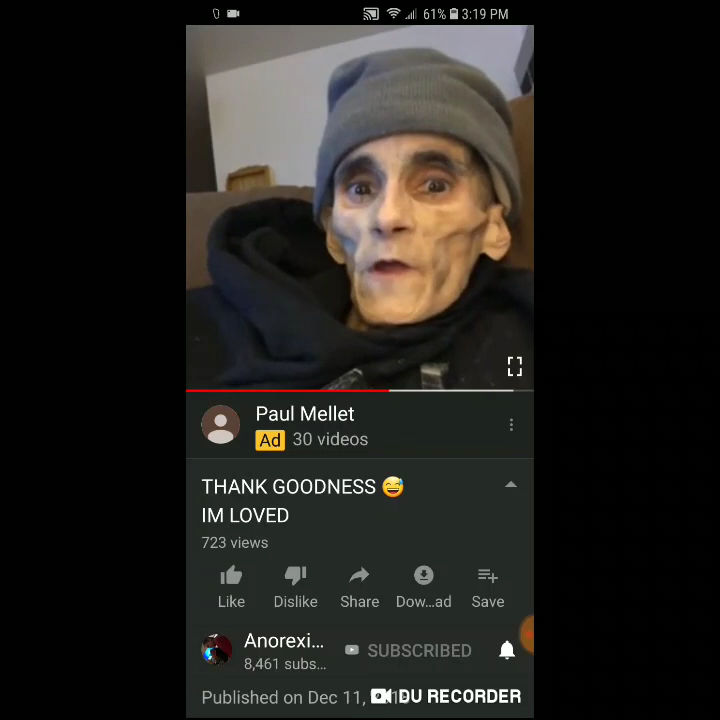 61% 3:19 PM
Paul Mellet
Ad 30 videos
THANK GOODNESS 😅
IM LOVED
723 views
Like Dislike Share Dow...ad Save
Anorexi...
SUBSCRIBED
8,461 subs...
Published on Dec 11,
DU RECORDER